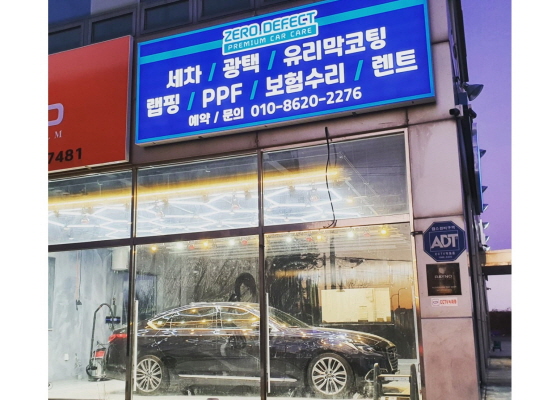 ZERO DEFECT
PREMIUM CAR CARE
세차 / 광택 / 유리막코팅
랩핑 / PPF / 보험수리 / 렌트
예약 / 문의 010-8620-2276
7481
ADT